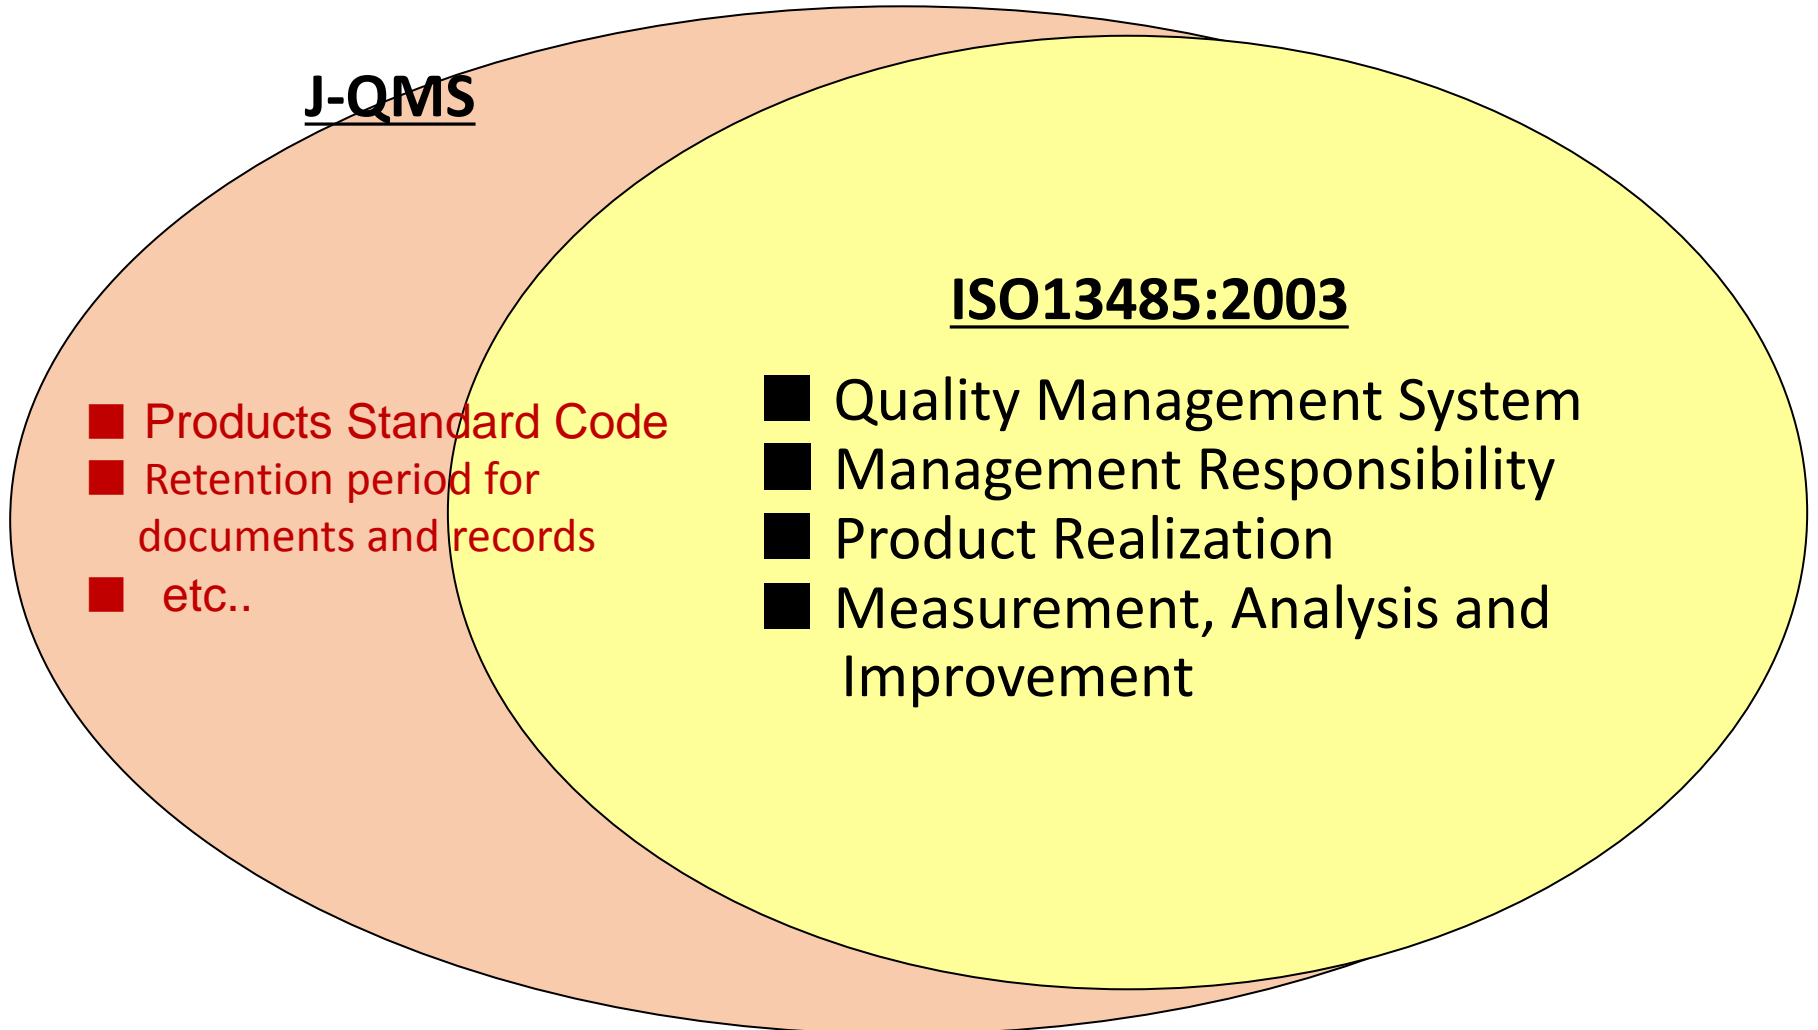 J-QMS
ISO13485:2003
■ Products Standard Code
■ Retention period for
documents and records
■ etc..
■ Quality Management System
■ Management Responsibility
■ Product Realization
■ Measurement, Analysis and
Improvement